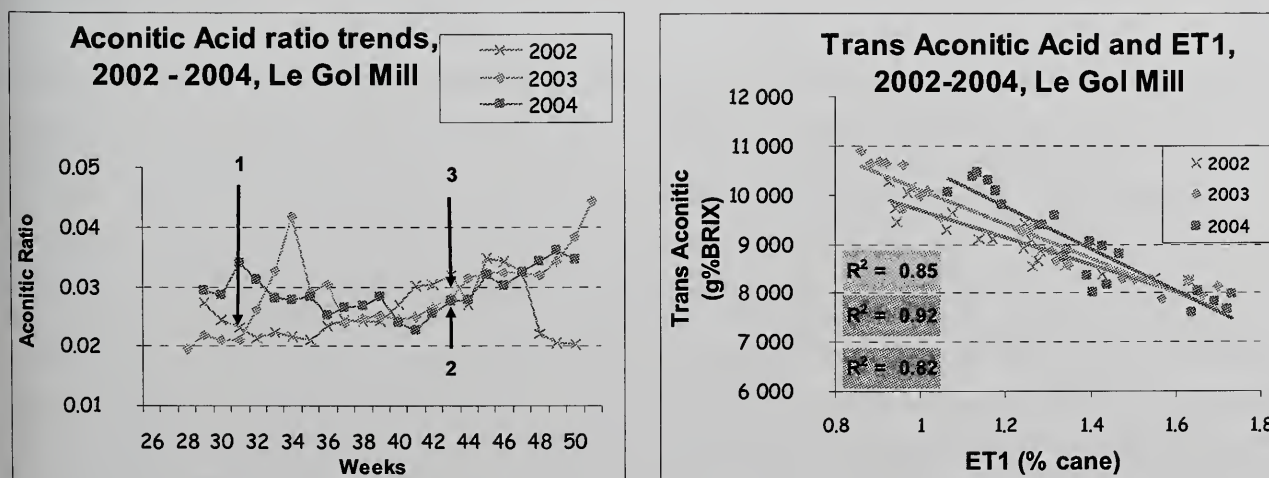 Aconitic Acid ratio trends,
2002 - 2004, Le Gol Mill
2002
2003
2004
1
3
2
Aconitic Ratio
0.05
0.04
0.03
0.02
0.01
26 28 30 32 34 36 38 40 42 44 46 48 50
Weeks
Trans Aconitic Acid and ET1,
2002-2004, Le Gol Mill
2002
2003
2004
Trans Aconitic
(g%BRIX)
12 000
11 000
10 000
9 000
8 000
7 000
6 000
R² = 0.85
R² = 0.92
R² = 0.82
0.8 1 1.2 1.4 1.6 1.8
ET1 (% cane)